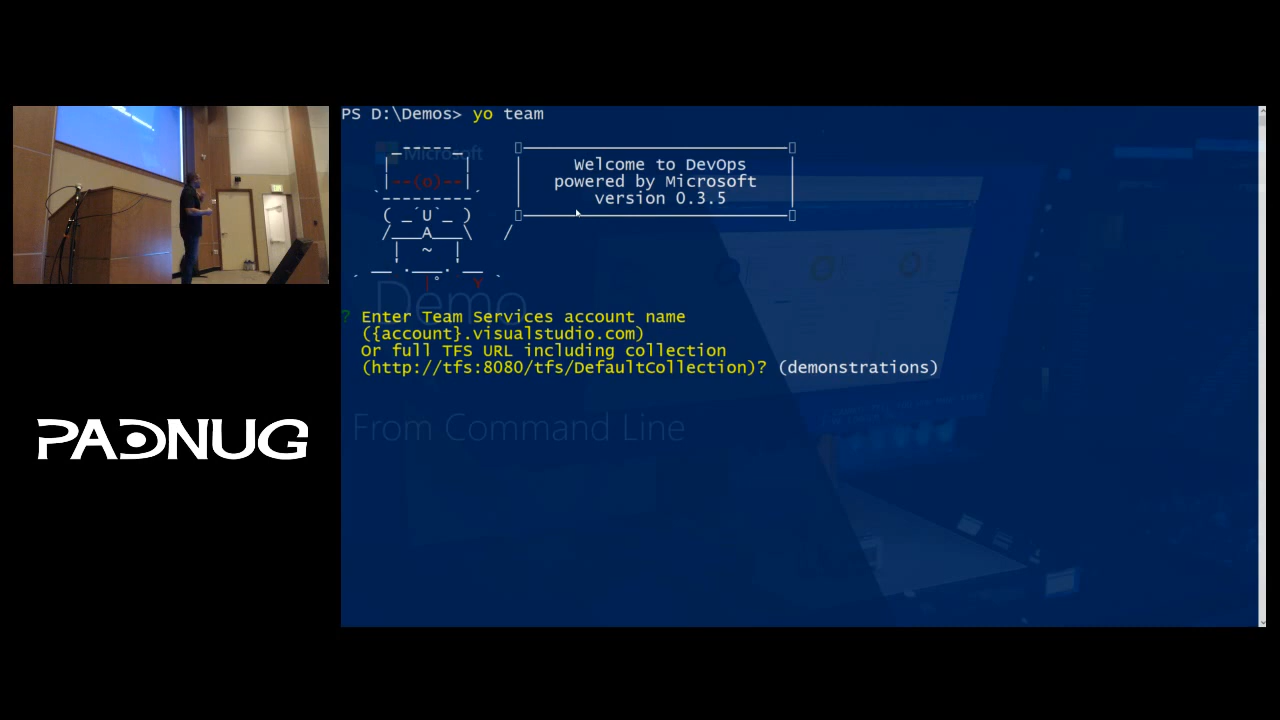 PS D:\Demos> yo team
Microsoft
Welcome to DevOps
powered by Microsoft
version 0.3.5
Demo
? Enter Team Services account name
({account}.visualstudio.com)
Or full TFS URL including collection
(http://tfs:8080/tfs/DefaultCollection)? (demonstrations)
From Command Line
PADNUG